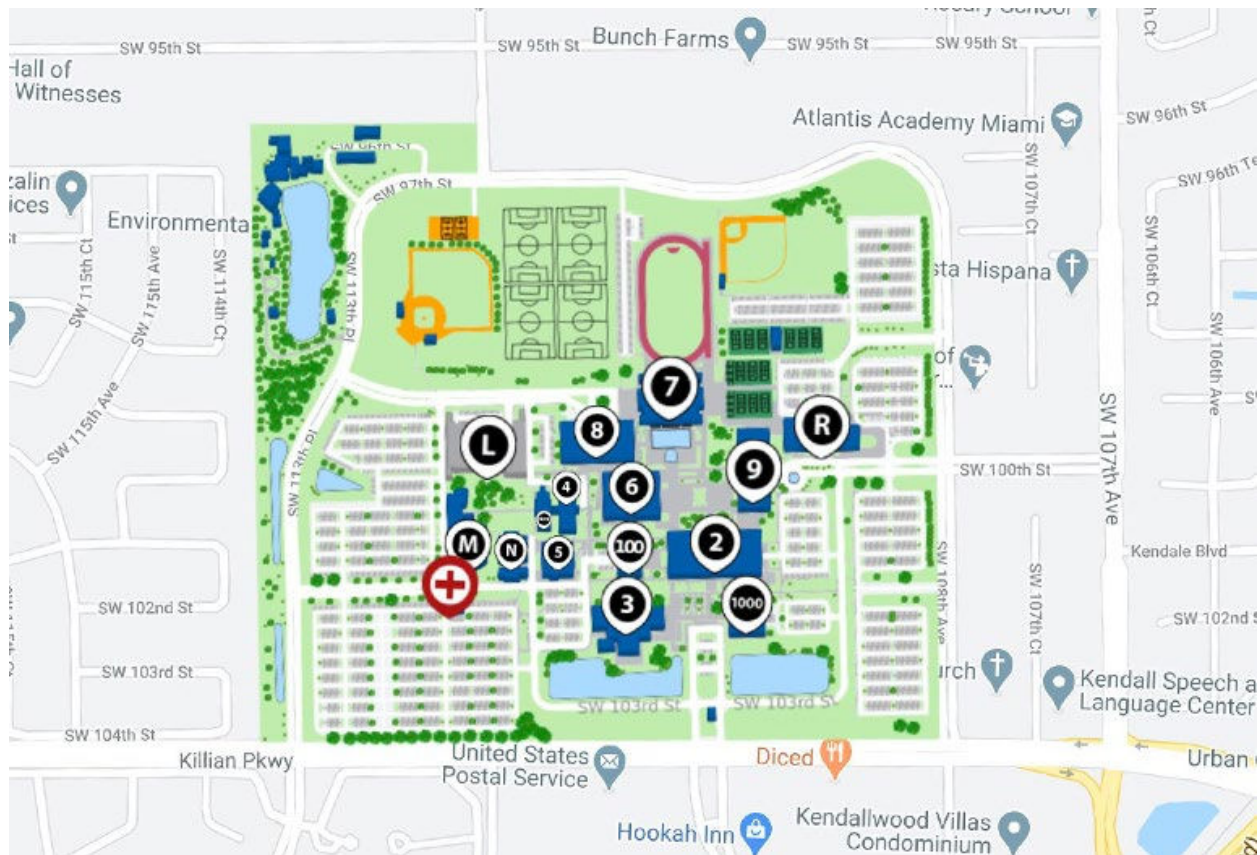 SW 95th St
SW 95th St
Bunch Farms
SW 95th St
SW 95th St
Hall of
Witnesses
Atlantis Academy Miami
SW 96th St
SW 96th St
SW 97th St
SW 96th Te
Environmental
SW 107th Ct
SW 106th Ct
SW 115th Ct
SW 115th Ave
SW 114th Ct
SW 113th Pl
sta Hispana
of
SW 106th Ave
SW 115th Ave
SW 113th Pl
SW 107th Ave
7
8
L
R
9
SW 100th St
4
6
M
N
5
100
2
Kendale Blvd
SW 102nd St
3
1000
SW 108th Ave
SW 107th Ct
SW 102nd S
SW 103rd St
urch
Kendall Speech a
Language Center
SW 103rd St
SW 103rd St
SW 104th St
Killian Pkwy
United States
Postal Service
Diced
Urban
Hookah Inn
Kendallwood Villas
Condominium